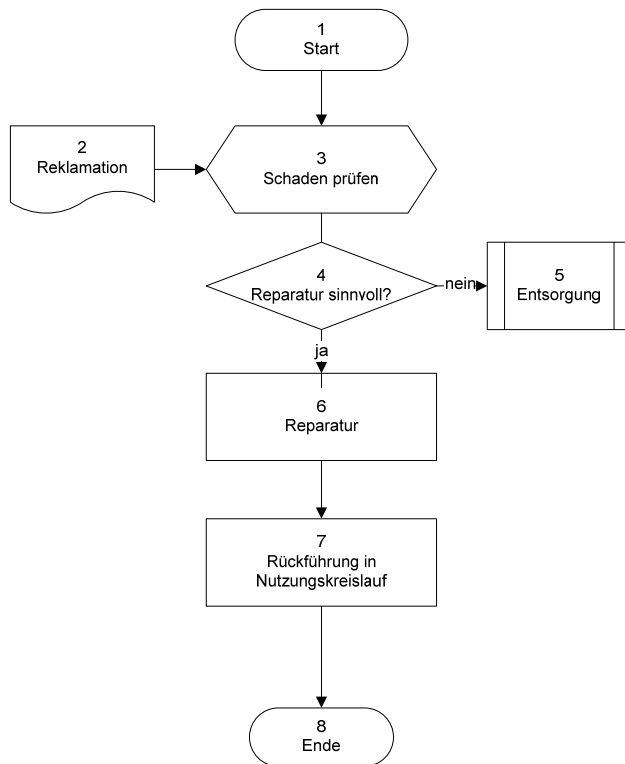 1
Start
2
Reklamation
3
Schaden prüfen
4
Reparatur sinnvoll?
nein
5
Entsorgung
ja
6
Reparatur
7
Rückführung in
Nutzungskreislauf
8
Ende